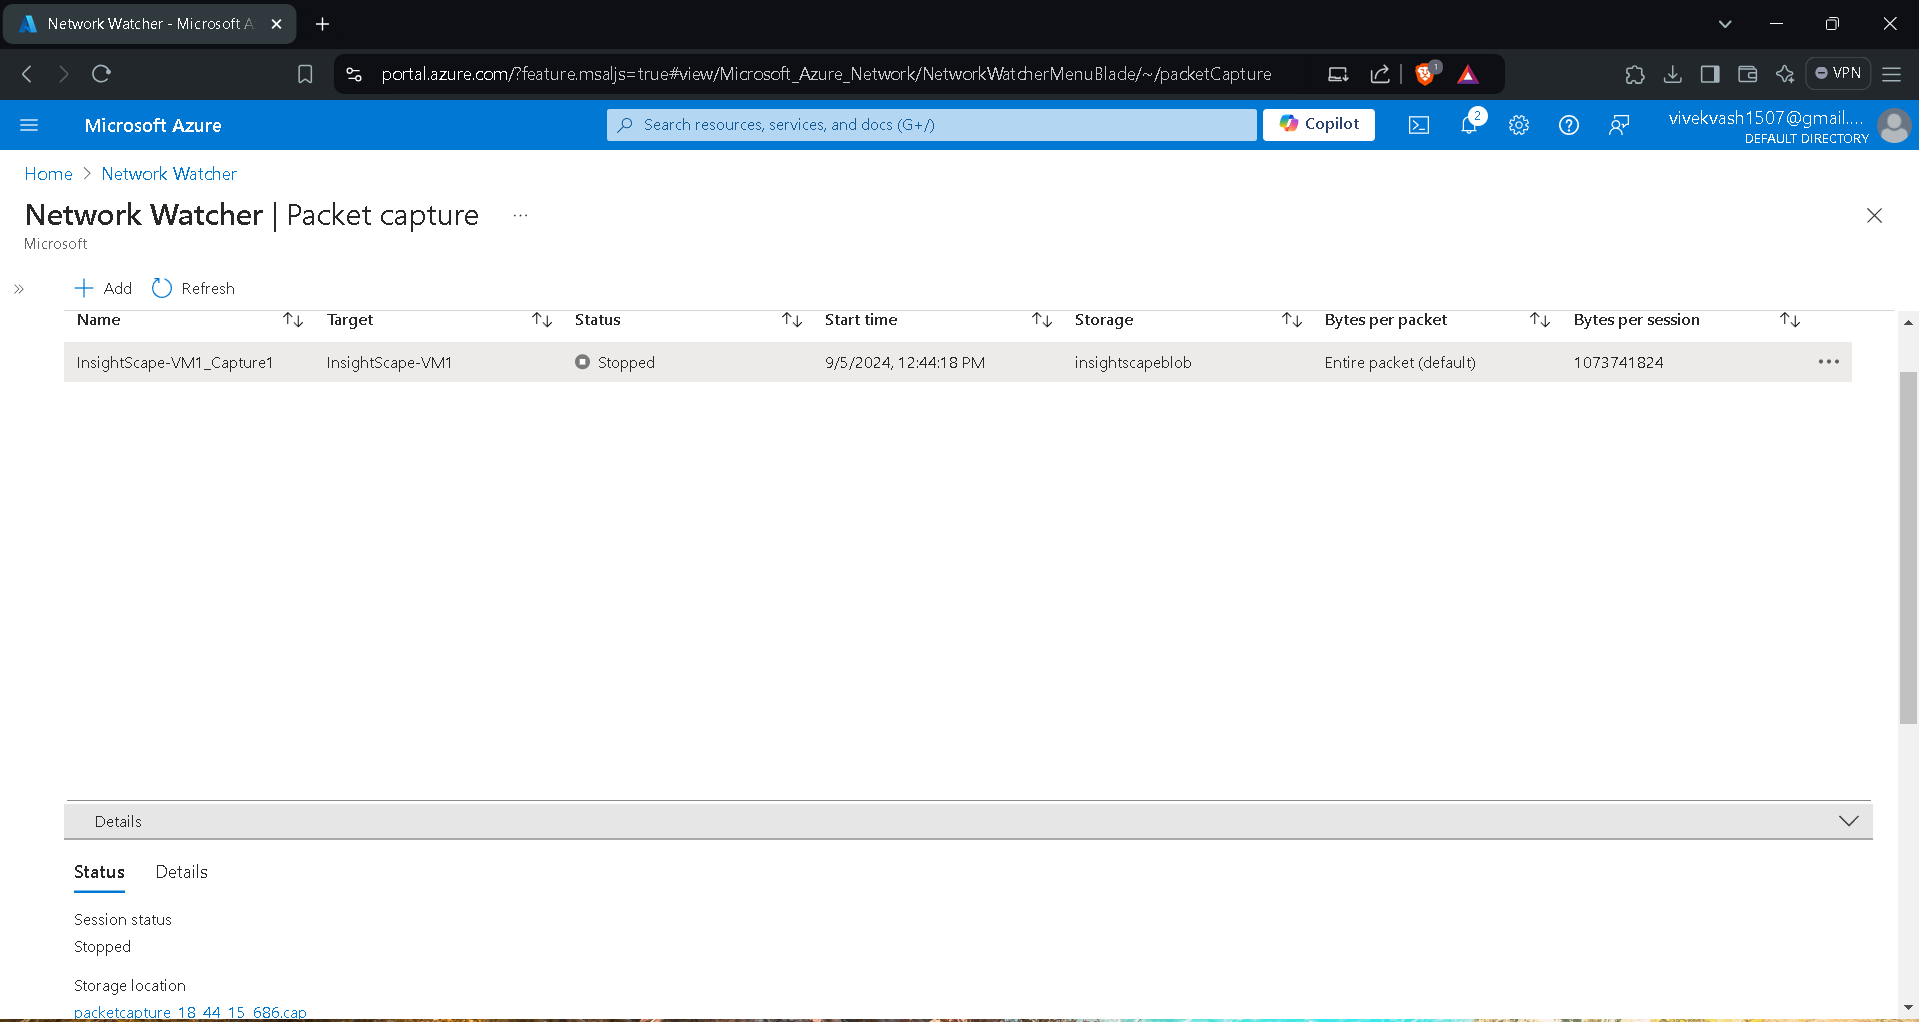 Network Watcher - Microsoft A
portal.azure.com/?feature.msaljs=true#view/Microsoft_Azure_Network/NetworkWatcherMenuBlade/~/packetCapture
1
VPN
Microsoft Azure
Search resources, services, and docs (G+/)
Copilot
2
vivekvash1507@gmail....
DEFAULT DIRECTORY
Home > Network Watcher
Network Watcher | Packet capture ...
Microsoft
Add Refresh
Name Target Status Start time Storage Bytes per packet Bytes per session
InsightScape-VM1_Capture1 InsightScape-VM1 Stopped 9/5/2024, 12:44:18 PM insightscapeblob Entire packet (default) 1073741824 ...
Details
Status Details
Session status
Stopped
Storage location
packetcapture_18_44_15_686.cap